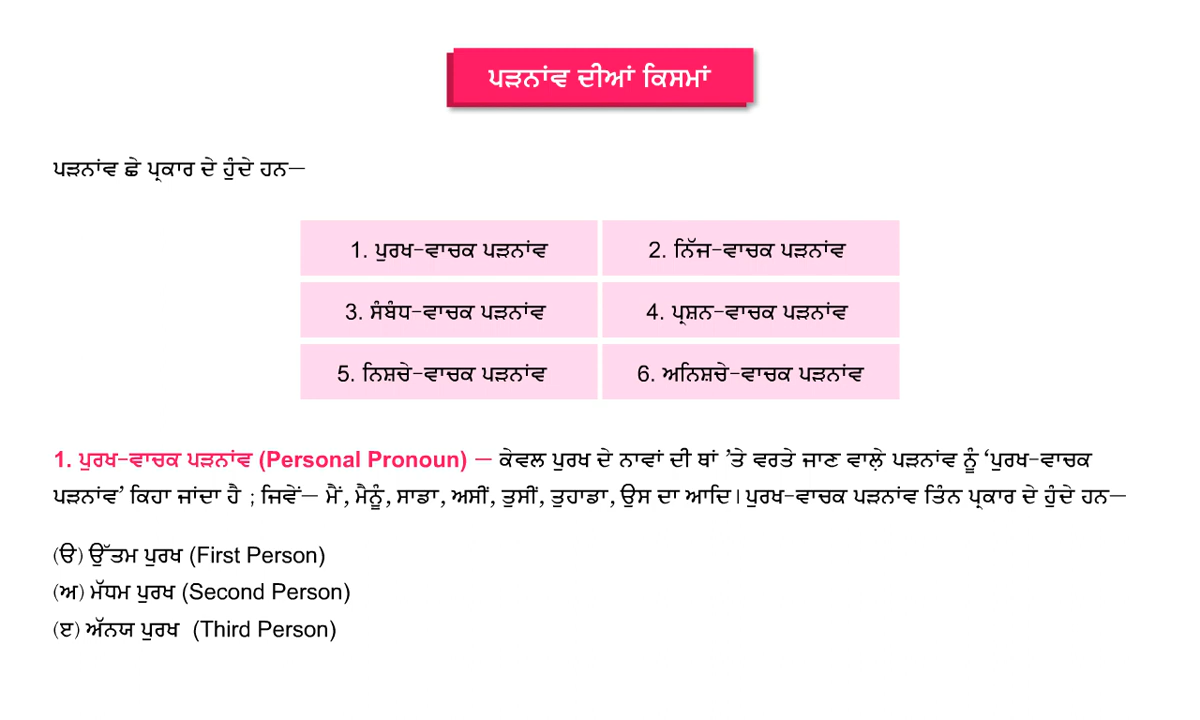 ਪੜਨਾਂਵ ਦੀਆਂ ਕਿਸਮਾਂ
ਪੜਨਾਂਵ ਛੇ ਪ੍ਰਕਾਰ ਦੇ ਹੁੰਦੇ ਹਨ—
1. ਪੁਰਖ-ਵਾਚਕ ਪੜਨਾਂਵ
2. ਨਿੱਜ-ਵਾਚਕ ਪੜਨਾਂਵ
3. ਸੰਬੰਧ-ਵਾਚਕ ਪੜਨਾਂਵ
4. ਪ੍ਰਸ਼ਨ-ਵਾਚਕ ਪੜਨਾਂਵ
5. ਨਿਸ਼ਚੇ-ਵਾਚਕ ਪੜਨਾਂਵ
6. ਅਨਿਸ਼ਚੇ-ਵਾਚਕ ਪੜਨਾਂਵ
1. ਪੁਰਖ-ਵਾਚਕ ਪੜਨਾਂਵ (Personal Pronoun) — ਕੇਵਲ ਪੁਰਖ ਦੇ ਨਾਵਾਂ ਦੀ ਥਾਂ ’ਤੇ ਵਰਤੇ ਜਾਣ ਵਾਲ਼ੇ ਪੜਨਾਂਵ ਨੂੰ ‘ਪੁਰਖ-ਵਾਚਕ
ਪੜਨਾਂਵ’ ਕਿਹਾ ਜਾਂਦਾ ਹੈ ; ਜਿਵੇਂ— ਮੈਂ, ਮੈਨੂੰ, ਸਾਡਾ, ਅਸੀਂ, ਤੁਸੀਂ, ਤੁਹਾਡਾ, ਉਸ ਦਾ ਆਦਿ। ਪੁਰਖ-ਵਾਚਕ ਪੜਨਾਂਵ ਤਿੰਨ ਪ੍ਰਕਾਰ ਦੇ ਹੁੰਦੇ ਹਨ—
(ੳ) ਉੱਤਮ ਪੁਰਖ (First Person)
(ਅ) ਮੱਧਮ ਪੁਰਖ (Second Person)
(ੲ) ਅੱਨਯ ਪੁਰਖ (Third Person)